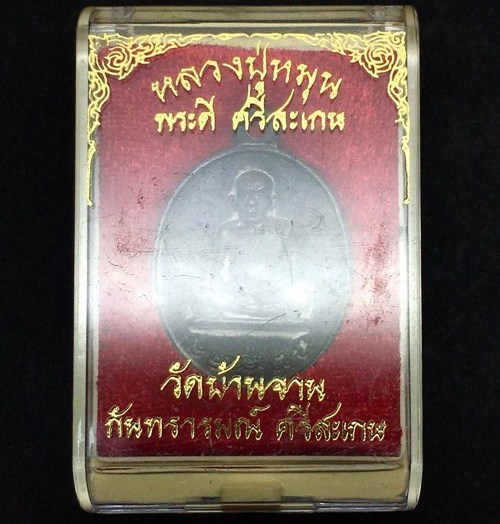 หลวงปู่หมุน
พระดี ศรีสะเกษ
วัดบ้านจาน
กันทรารมณ์ ศรีสะเกษ